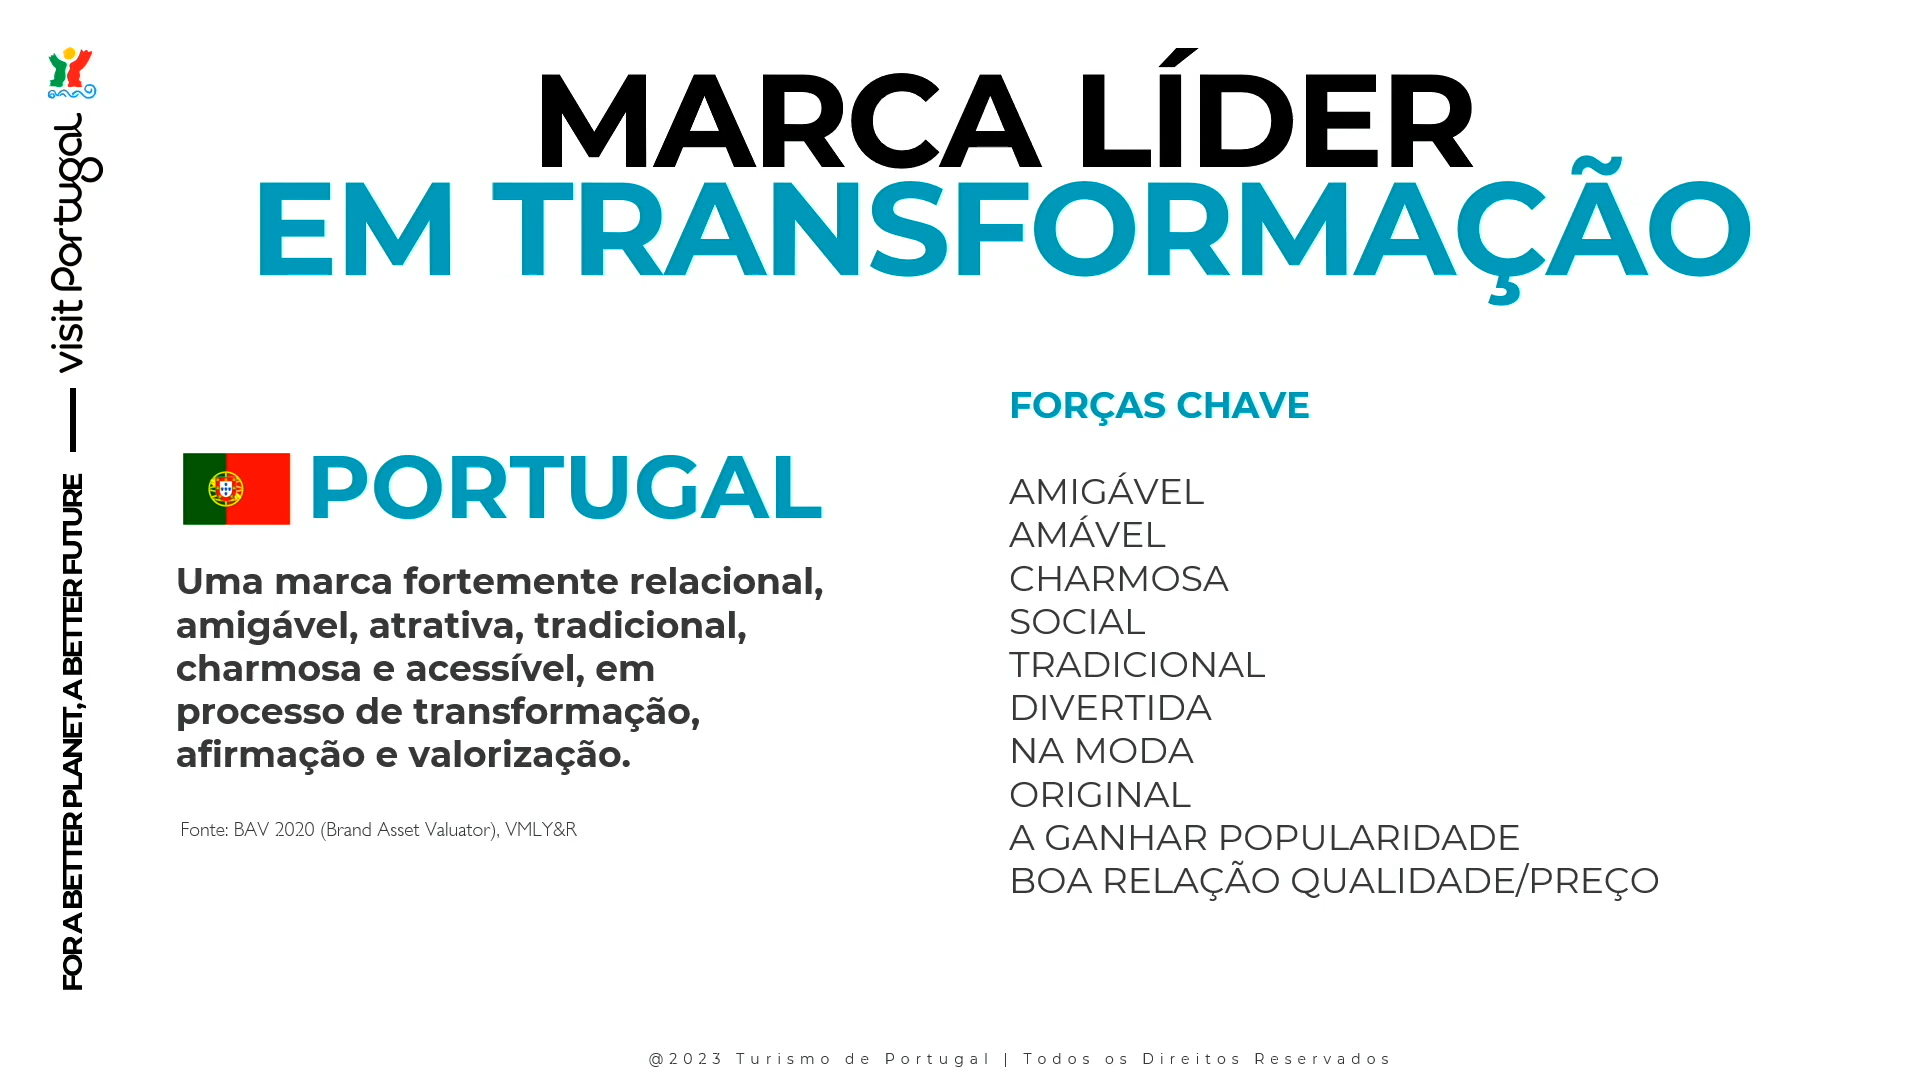 MARCA LÍDER
EM TRANSFORMAÇÃO
visit Portugal
FOR A BETTER PLANET, A BETTER FUTURE
PORTUGAL
Uma marca fortemente relacional,
amigável, atrativa, tradicional,
charmosa e acessível, em
processo de transformação,
afirmação e valorização.
Fonte: BAV 2020 (Brand Asset Valuator), VMLY&R
FORÇAS CHAVE
AMIGÁVEL
AMÁVEL
CHARMOSA
SOCIAL
TRADICIONAL
DIVERTIDA
NA MODA
ORIGINAL
A GANHAR POPULARIDADE
BOA RELAÇÃO QUALIDADE/PREÇO
@2023 Turismo de Portugal | Todos os Direitos Reservados